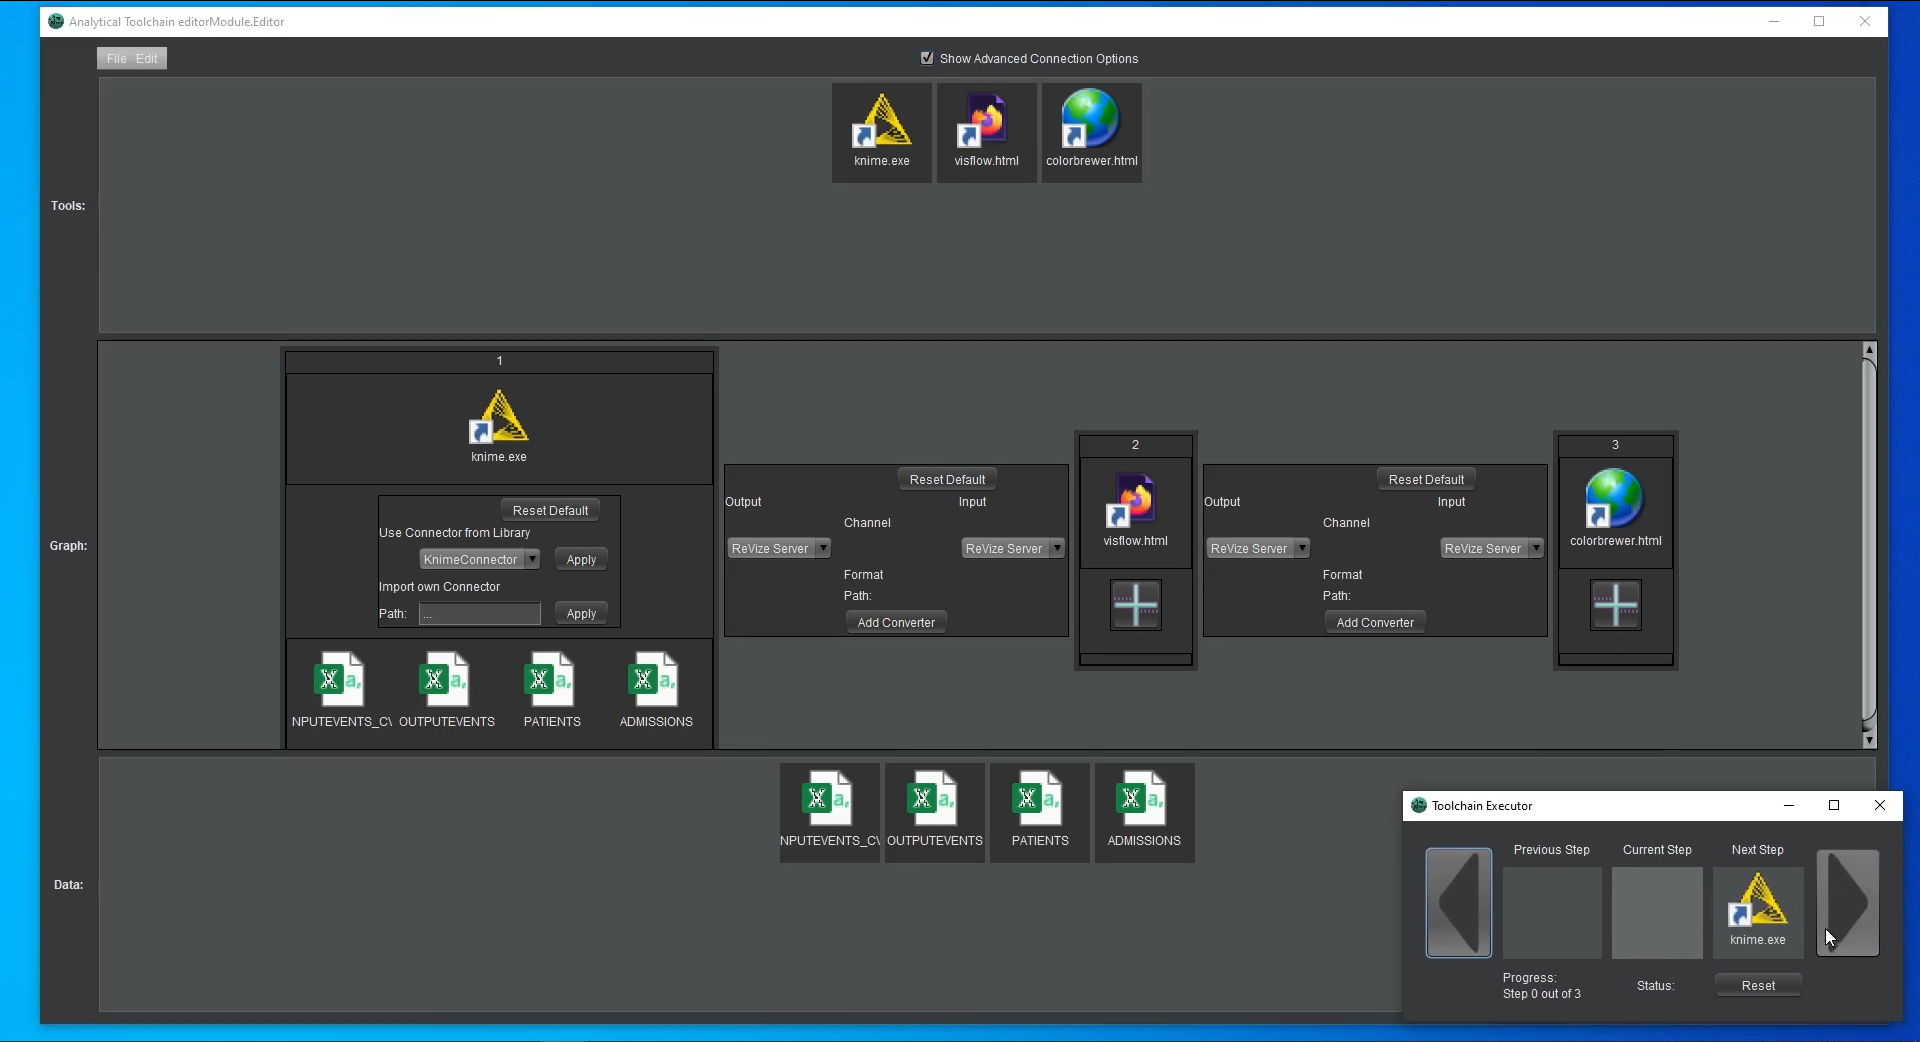 Analytical Toolchain editorModule.Editor
File Edit
Show Advanced Connection Options
Tools:
knime.exe
visflow.html
colorbrewer.html
Graph:
1
knime.exe
Reset Default
Use Connector from Library
KnimeConnector
Apply
Import own Connector
Path:
...
Apply
NPUTEVENTS_C\
OUTPUTEVENTS
PATIENTS
ADMISSIONS
Reset Default
Output
Input
Channel
ReVize Server
ReVize Server
Format
Path:
Add Converter
2
visflow.html
Reset Default
Output
Input
Channel
ReVize Server
ReVize Server
Format
Path:
Add Converter
3
colorbrewer.html
Data:
NPUTEVENTS_C\
OUTPUTEVENTS
PATIENTS
ADMISSIONS
Toolchain Executor
Previous Step
Current Step
Next Step
knime.exe
Progress:
Step 0 out of 3
Status:
Reset